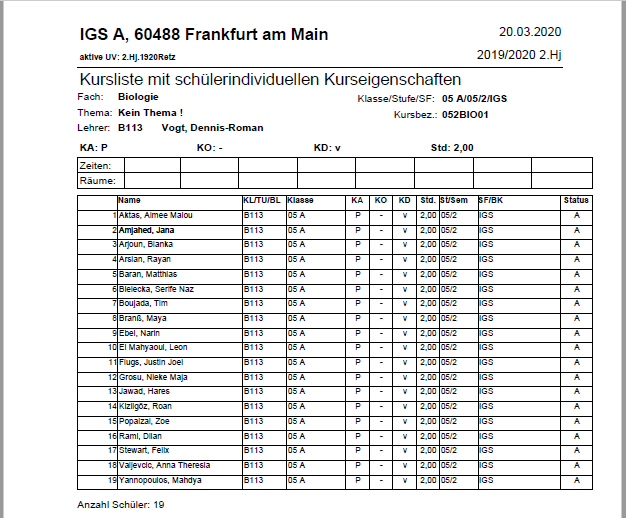 IGS A, 60488 Frankfurt am Main 20.03.2020
aktive UV: 2.Hj.1920Retz 2019/2020 2.Hj
Kursliste mit schülerindividuellen Kurseigenschaften
Fach: Biologie Klasse/Stufe/SF: 05 A/05/2/IGS
Thema: Kein Thema ! Kursbez.: 052BIO01
Lehrer: B113 Vogt, Dennis-Roman
KA: P KO: - KD: v Std: 2,00
Zeiten:
Räume:
Name KL/TU/BL Klasse KA KO KD Std. St/Sem SF/BK Status
1 Aktas, Aimee Malou B113 05 A P - v 2,00 05/2 IGS A
2 Amjahed, Jana B113 05 A P - v 2,00 05/2 IGS A
3 Arjoun, Bianka B113 05 A P - v 2,00 05/2 IGS A
4 Arslan, Rayan B113 05 A P - v 2,00 05/2 IGS A
5 Baran, Matthias B113 05 A P - v 2,00 05/2 IGS A
6 Bielecka, Serife Naz B113 05 A P - v 2,00 05/2 IGS A
7 Boujada, Tim B113 05 A P - v 2,00 05/2 IGS A
8 Branß, Maya B113 05 A P - v 2,00 05/2 IGS A
9 Ebel, Narin B113 05 A P - v 2,00 05/2 IGS A
10 El Mahyaoui, Leon B113 05 A P - v 2,00 05/2 IGS A
11 Flugs, Justin Joel B113 05 A P - v 2,00 05/2 IGS A
12 Grosu, Nieke Maja B113 05 A P - v 2,00 05/2 IGS A
13 Jawad, Hares B113 05 A P - v 2,00 05/2 IGS A
14 Kizilgöz, Roan B113 05 A P - v 2,00 05/2 IGS A
15 Popalzai, Zoe B113 05 A P - v 2,00 05/2 IGS A
16 Rami, Dilan B113 05 A P - v 2,00 05/2 IGS A
17 Stewart, Felix B113 05 A P - v 2,00 05/2 IGS A
18 Valjevcic, Anna Theresia B113 05 A P - v 2,00 05/2 IGS A
19 Yannopoulos, Mahdya B113 05 A P - v 2,00 05/2 IGS A
Anzahl Schüler: 19